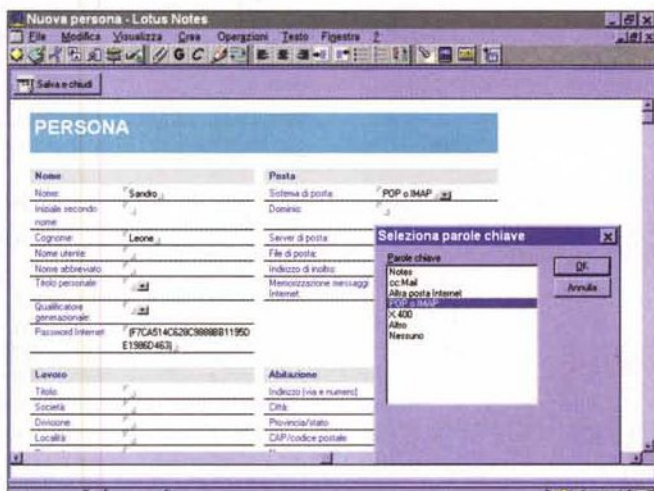 Nuova persona - Lotus Notes
File Modifica Visualizza Crea Operazioni Testo Finestra ?
G C
Salva e chiudi
PERSONA
Nome
Nome: Sandro
Iniziale secondo nome:
Cognome: Leone
Nome utente:
Nome abbreviato:
Titolo personale:
Qualificatore generazionale:
Password Internet:
Posta
Sistema di posta: POP o IMAP
Dominio:
Server di posta:
File di posta:
Indirizzo di inoltro:
Memorizzazione messaggi Internet:
Lavoro
Titolo:
Società:
Divisione:
Località:
Abitazione
Indirizzo (via e numero):
Città:
Provincia/stato:
CAP/codice postale:
Seleziona parole chiave
Parole chiave
Notes
cc:Mail
Altra posta Internet
POP o IMAP
X.400
Altro
Nessuno
OK
Annulla